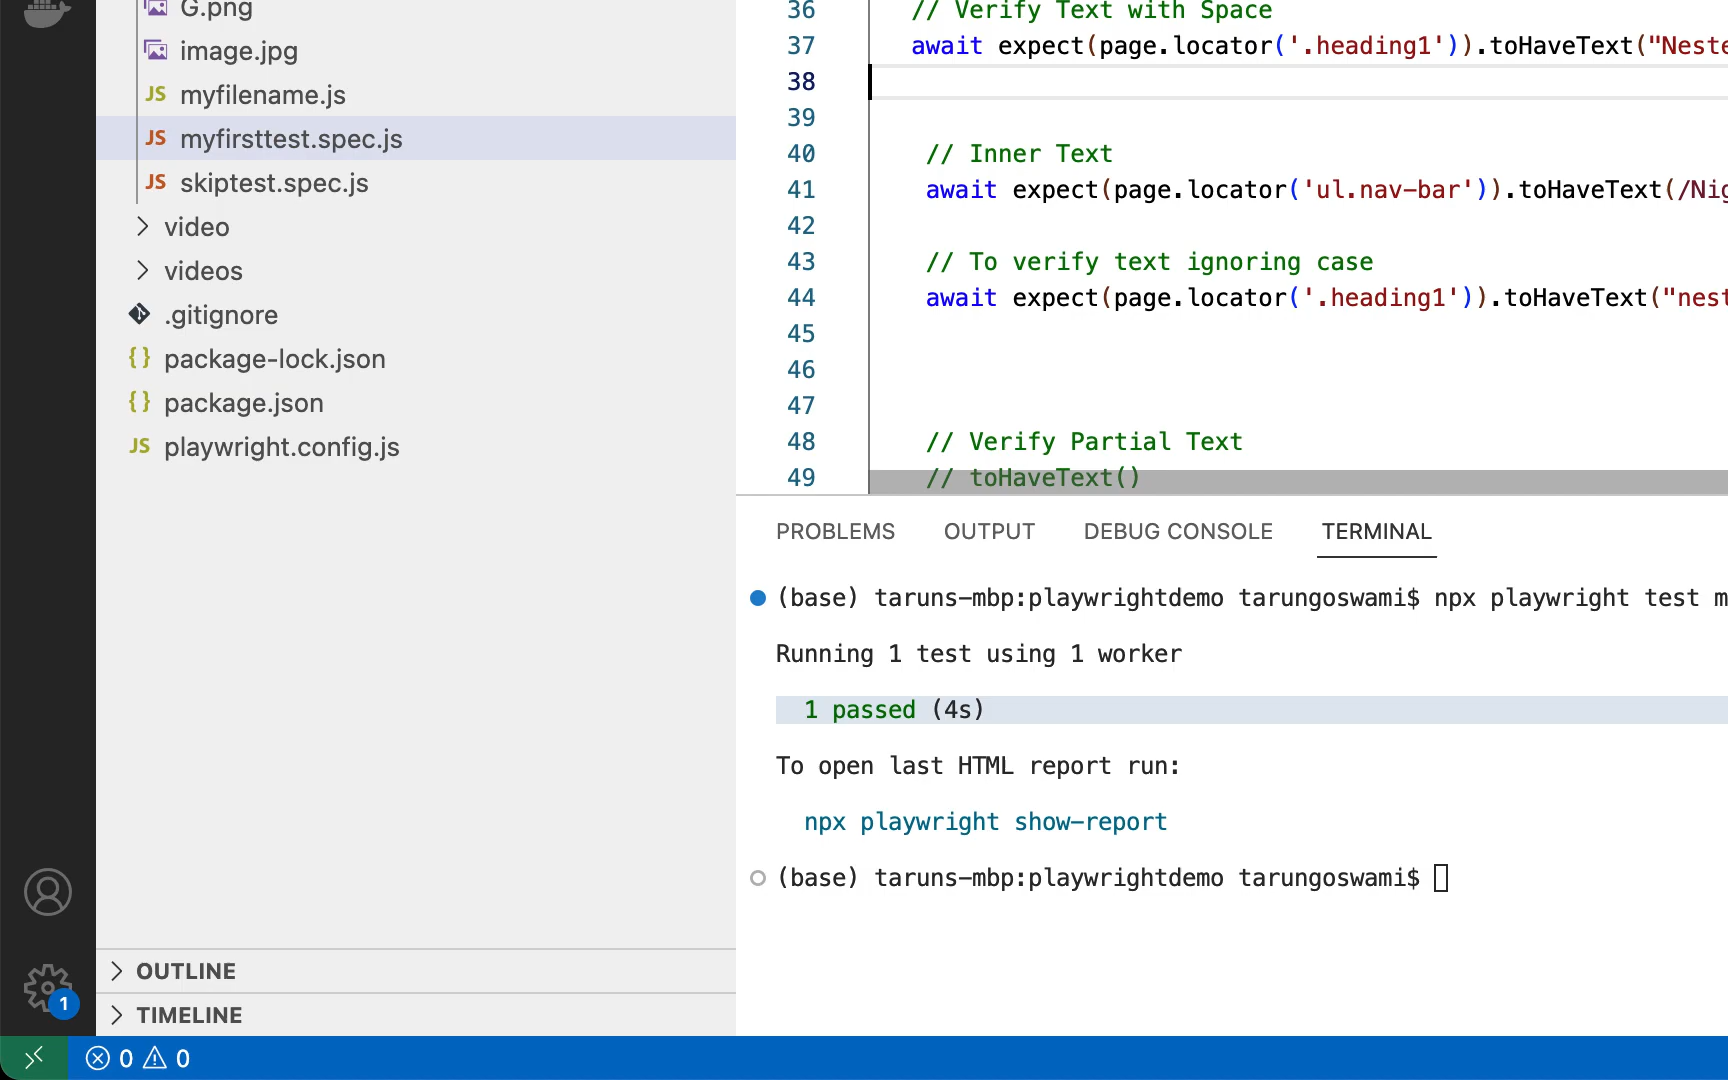 G.png
image.jpg
JS myfilename.js
JS myfirsttest.spec.js
JS skiptest.spec.js
video
videos
.gitignore
{} package-lock.json
{} package.json
JS playwright.config.js
OUTLINE
TIMELINE
1
36 // Verify Text with Space
37 await expect(page.locator('.heading1')).toHaveText("Neste
38
39
40 // Inner Text
41 await expect(page.locator('ul.nav-bar')).toHaveText(/Nig
42
43 // To verify text ignoring case
44 await expect(page.locator('.heading1')).toHaveText("nest
45
46
47
48 // Verify Partial Text
49 // toHaveText()
PROBLEMS OUTPUT DEBUG CONSOLE TERMINAL
(base) taruns-mbp:playwrightdemo tarungoswami$ npx playwright test m
Running 1 test using 1 worker
1 passed (4s)
To open last HTML report run:
npx playwright show-report
(base) taruns-mbp:playwrightdemo tarungoswami$
0 0